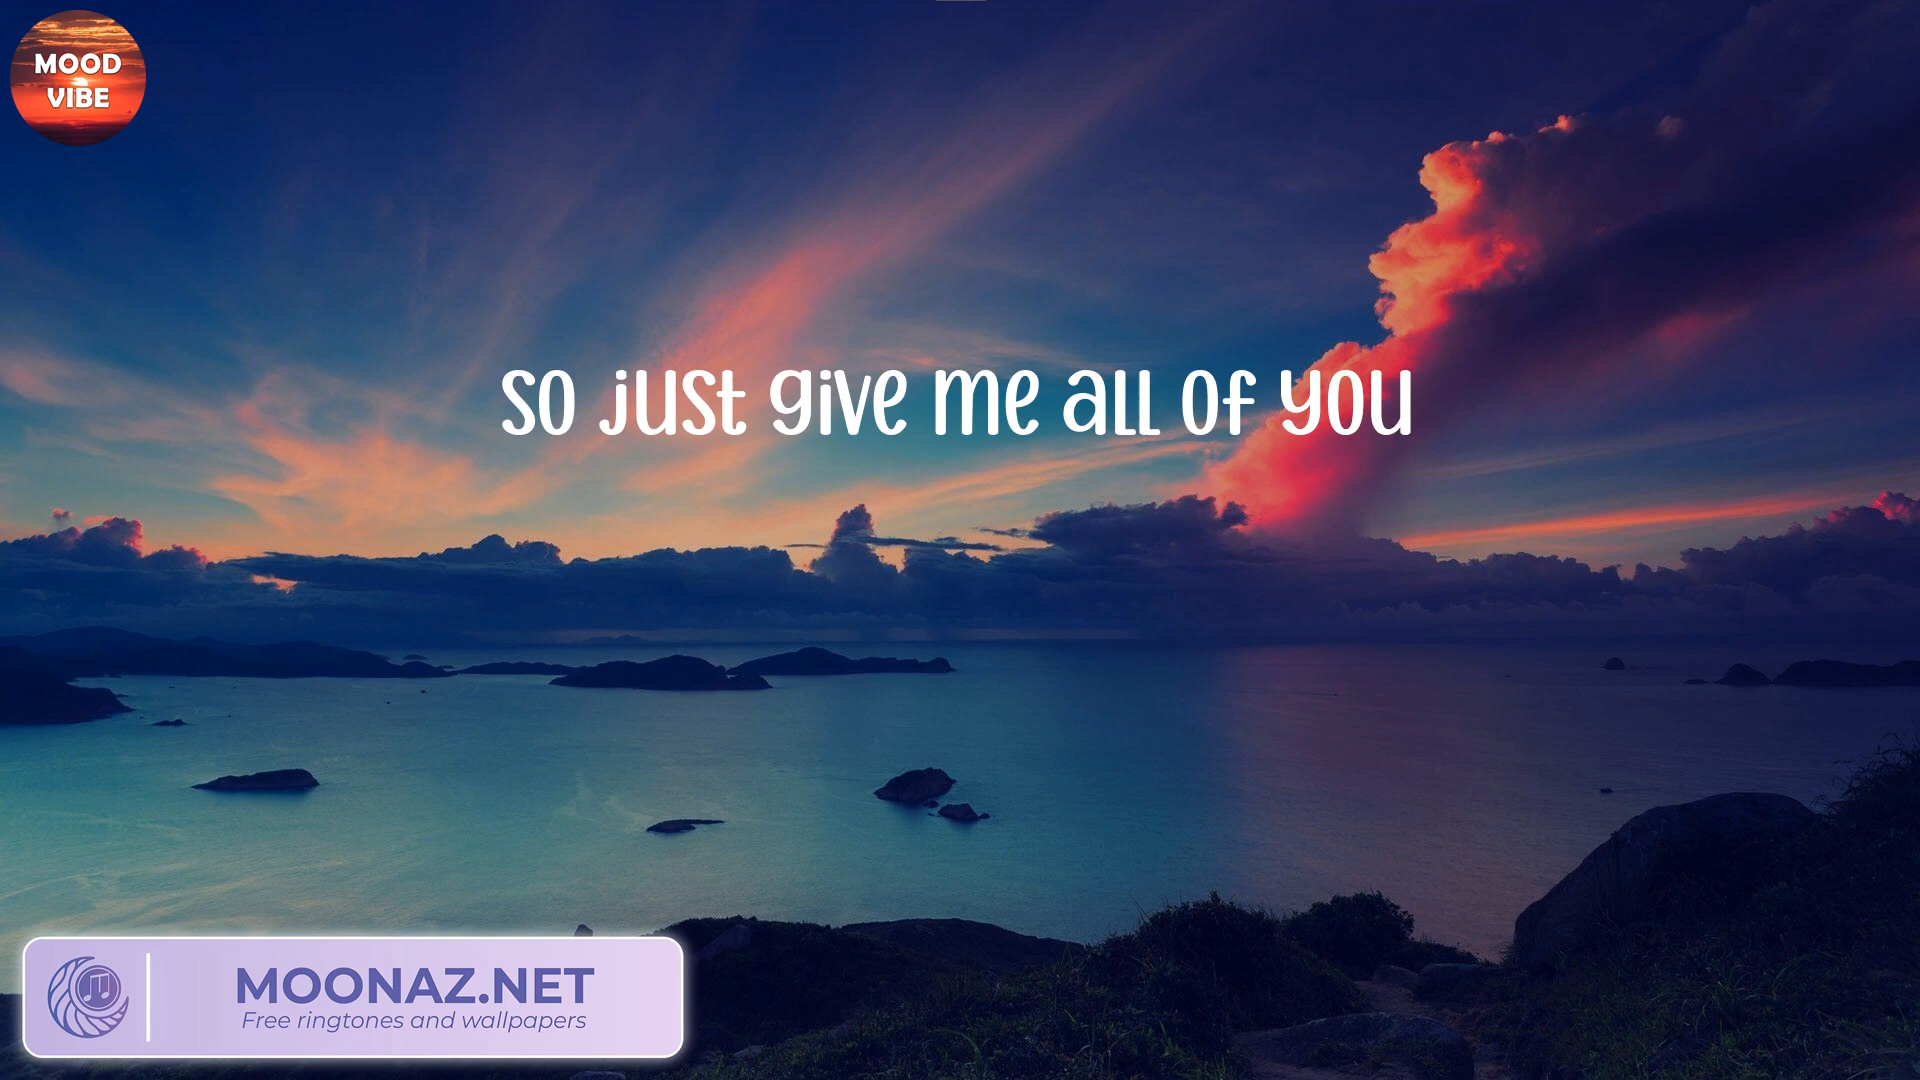 MOOD
VIBE
so just give me all of you
MOONAZ.NET
Free ringtones and wallpapers